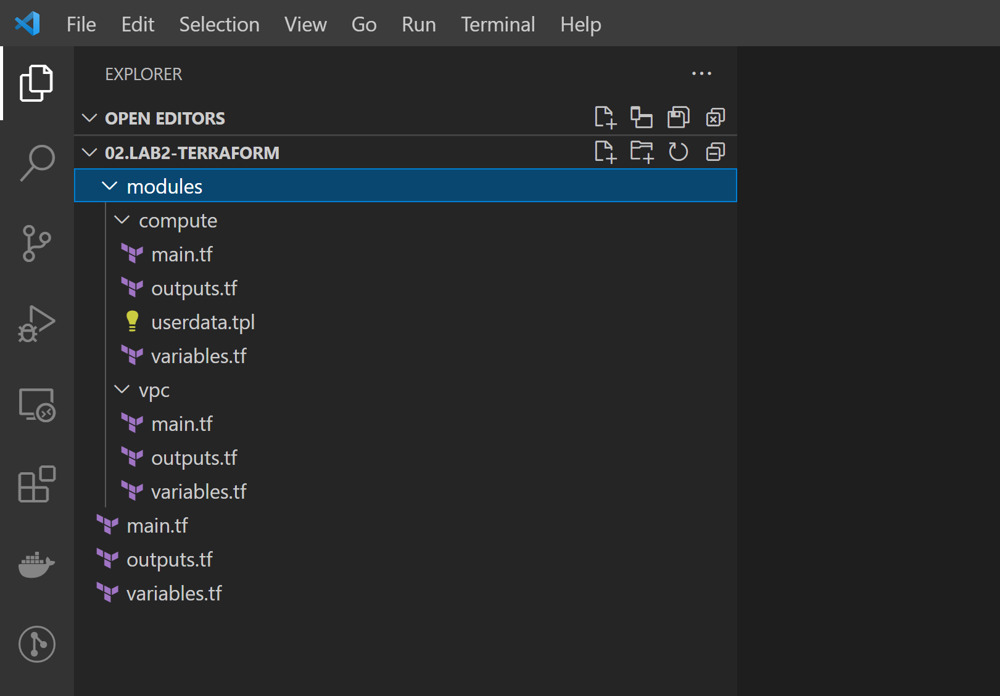 File Edit Selection View Go Run Terminal Help
EXPLORER
OPEN EDITORS
02.LAB2-TERRAFORM
modules
compute
main.tf
outputs.tf
userdata.tpl
variables.tf
vpc
main.tf
outputs.tf
variables.tf
main.tf
outputs.tf
variables.tf